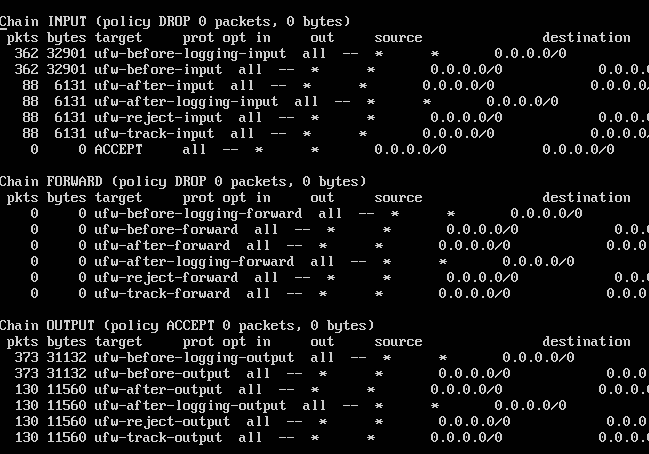 Chain INPUT (policy DROP 0 packets, 0 bytes)
pkts bytes target prot opt in out source destination
362 32901 ufw-before-logging-input all -- * * 0.0.0.0/0
362 32901 ufw-before-input all -- * * 0.0.0.0/0 0.0.0.
88 6131 ufw-after-input all -- * * 0.0.0.0/0 0.0.0.0/
88 6131 ufw-after-logging-input all -- * * 0.0.0.0/0
88 6131 ufw-reject-input all -- * * 0.0.0.0/0 0.0.0.
88 6131 ufw-track-input all -- * * 0.0.0.0/0 0.0.0.0/
0 0 ACCEPT all -- * * 0.0.0.0/0 0.0.0.0/0
Chain FORWARD (policy DROP 0 packets, 0 bytes)
pkts bytes target prot opt in out source destination
0 0 ufw-before-logging-forward all -- * * 0.0.0.0/0
0 0 ufw-before-forward all -- * * 0.0.0.0/0 0.0.
0 0 ufw-after-forward all -- * * 0.0.0.0/0 0.0.0
0 0 ufw-after-logging-forward all -- * * 0.0.0.0/0
0 0 ufw-reject-forward all -- * * 0.0.0.0/0 0.0.
0 0 ufw-track-forward all -- * * 0.0.0.0/0 0.0.0
Chain OUTPUT (policy ACCEPT 0 packets, 0 bytes)
pkts bytes target prot opt in out source destination
373 31132 ufw-before-logging-output all -- * * 0.0.0.0/0
373 31132 ufw-before-output all -- * * 0.0.0.0/0 0.0.0
130 11560 ufw-after-output all -- * * 0.0.0.0/0 0.0.0.
130 11560 ufw-after-logging-output all -- * * 0.0.0.0/0
130 11560 ufw-reject-output all -- * * 0.0.0.0/0 0.0.0
130 11560 ufw-track-output all -- * * 0.0.0.0/0 0.0.0.